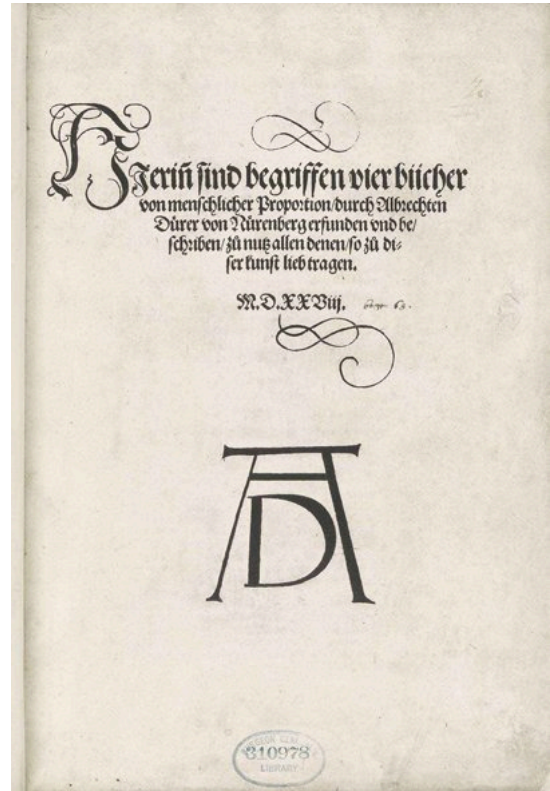 HJeriñ sind begriffen vier bücher
von menschlicher Proportion/durch Albrechten
Dürer von Nürenberg erfunden vnd be/
schriben/zů nutz allen denen/so zů di-
ser kunst lieb tragen.
M.D.XXViij.
AD
310978
LIBRARY